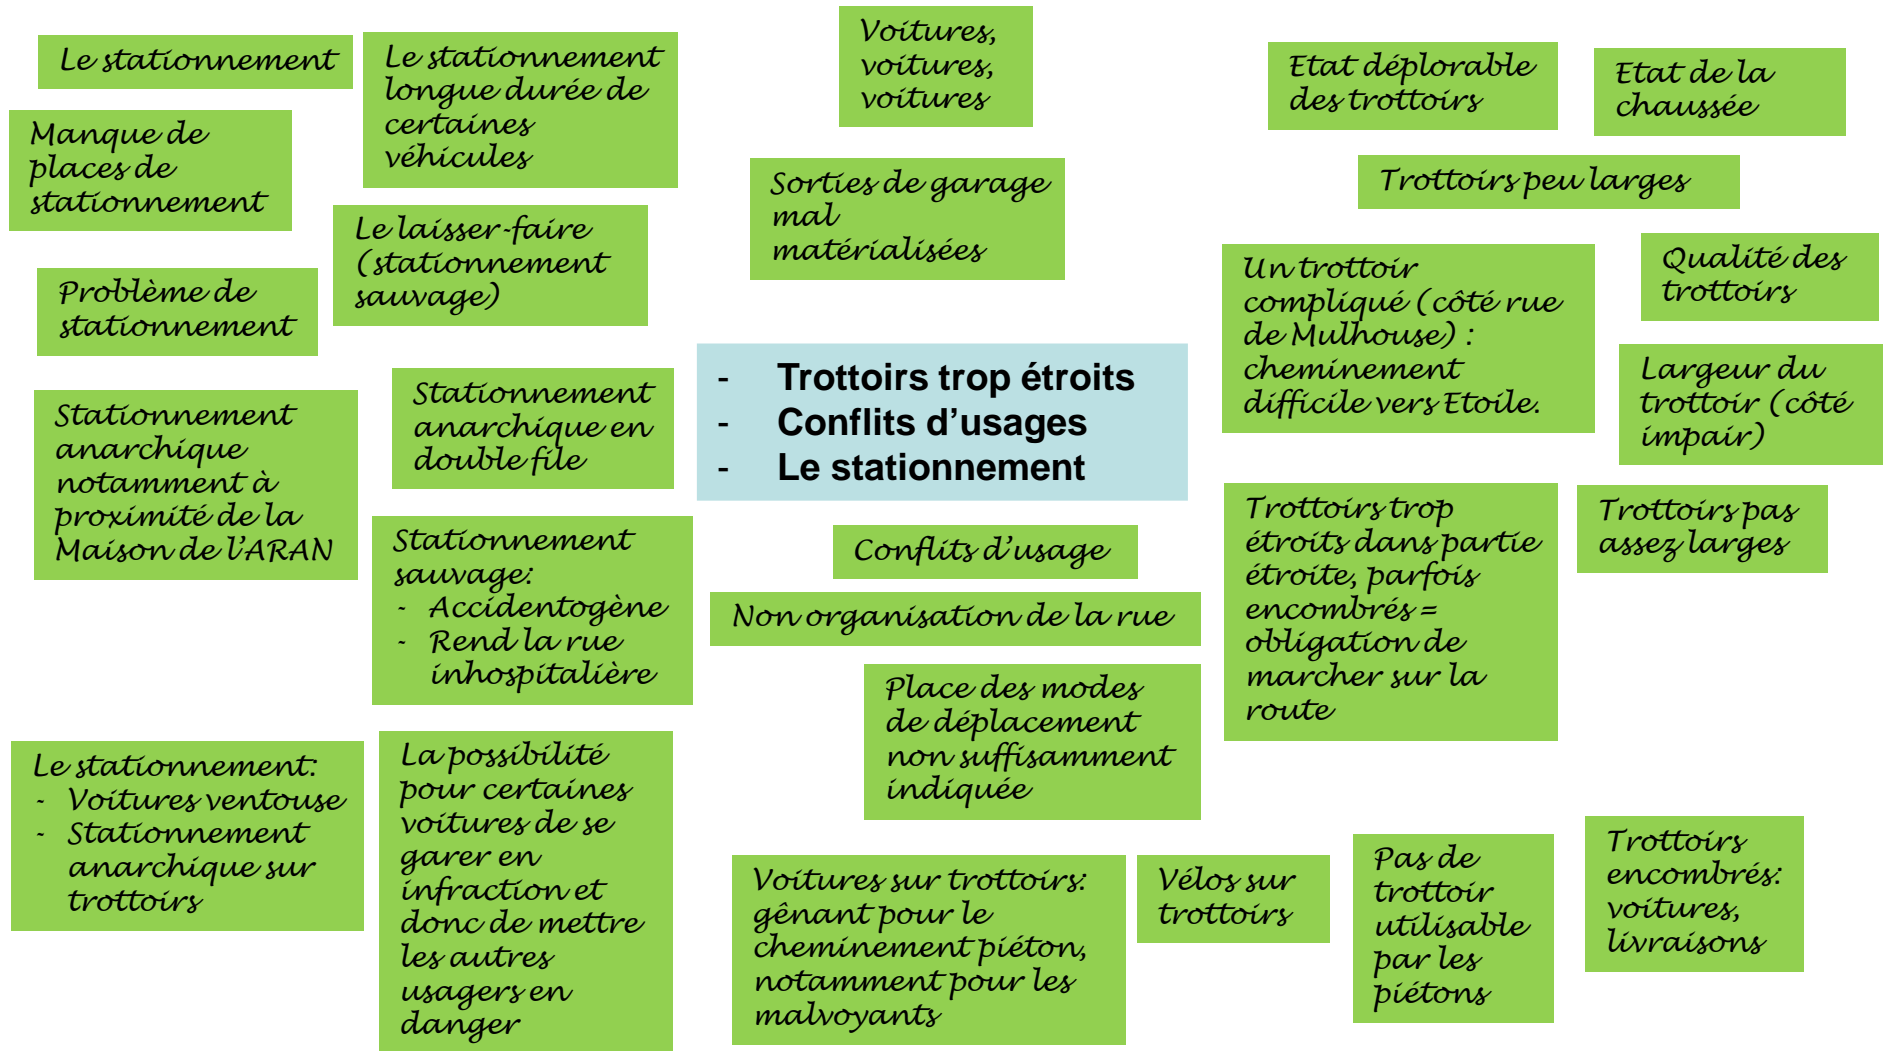 Le stationnement
Le stationnement
longue durée de
certaines
véhicules
Voitures,
voitures,
voitures
Etat déplorable
des trottoirs
Etat de la
chaussée
Manque de
places de
stationnement
Sorties de garage
mal
matérialisées
Trottoirs peu larges
Le laisser-faire
(stationnement
sauvage)
Problème de
stationnement
Un trottoir
compliqué (côté rue
de Mulhouse) :
cheminement
difficile vers Etoile.
Qualité des
trottoirs
- Trottoirs trop étroits
- Conflits d'usages
- Le stationnement
Largeur du
trottoir (côté
impair)
Stationnement
anarchique
notamment à
proximité de la
Maison de l'ARAN
Stationnement
anarchique en
double file
Trottoirs trop
étroits dans partie
étroite, parfois
encombrés =
obligation de
marcher sur la
route
Trottoirs pas
assez larges
Stationnement
sauvage:
- Accidentogène
- Rend la rue
inhospitalière
Conflits d'usage
Non organisation de la rue
Place des modes
de déplacement
non suffisamment
indiquée
Le stationnement:
- Voitures ventouse
- Stationnement
anarchique sur
trottoirs
La possibilité
pour certaines
voitures de se
garer en
infraction et
donc de mettre
les autres
usagers en
danger
Voitures sur trottoirs:
gênant pour le
cheminement piéton,
notamment pour les
malvoyants
Vélos sur
trottoirs
Pas de
trottoir
utilisable
par les
piétons
Trottoirs
encombrés:
voitures,
livraisons